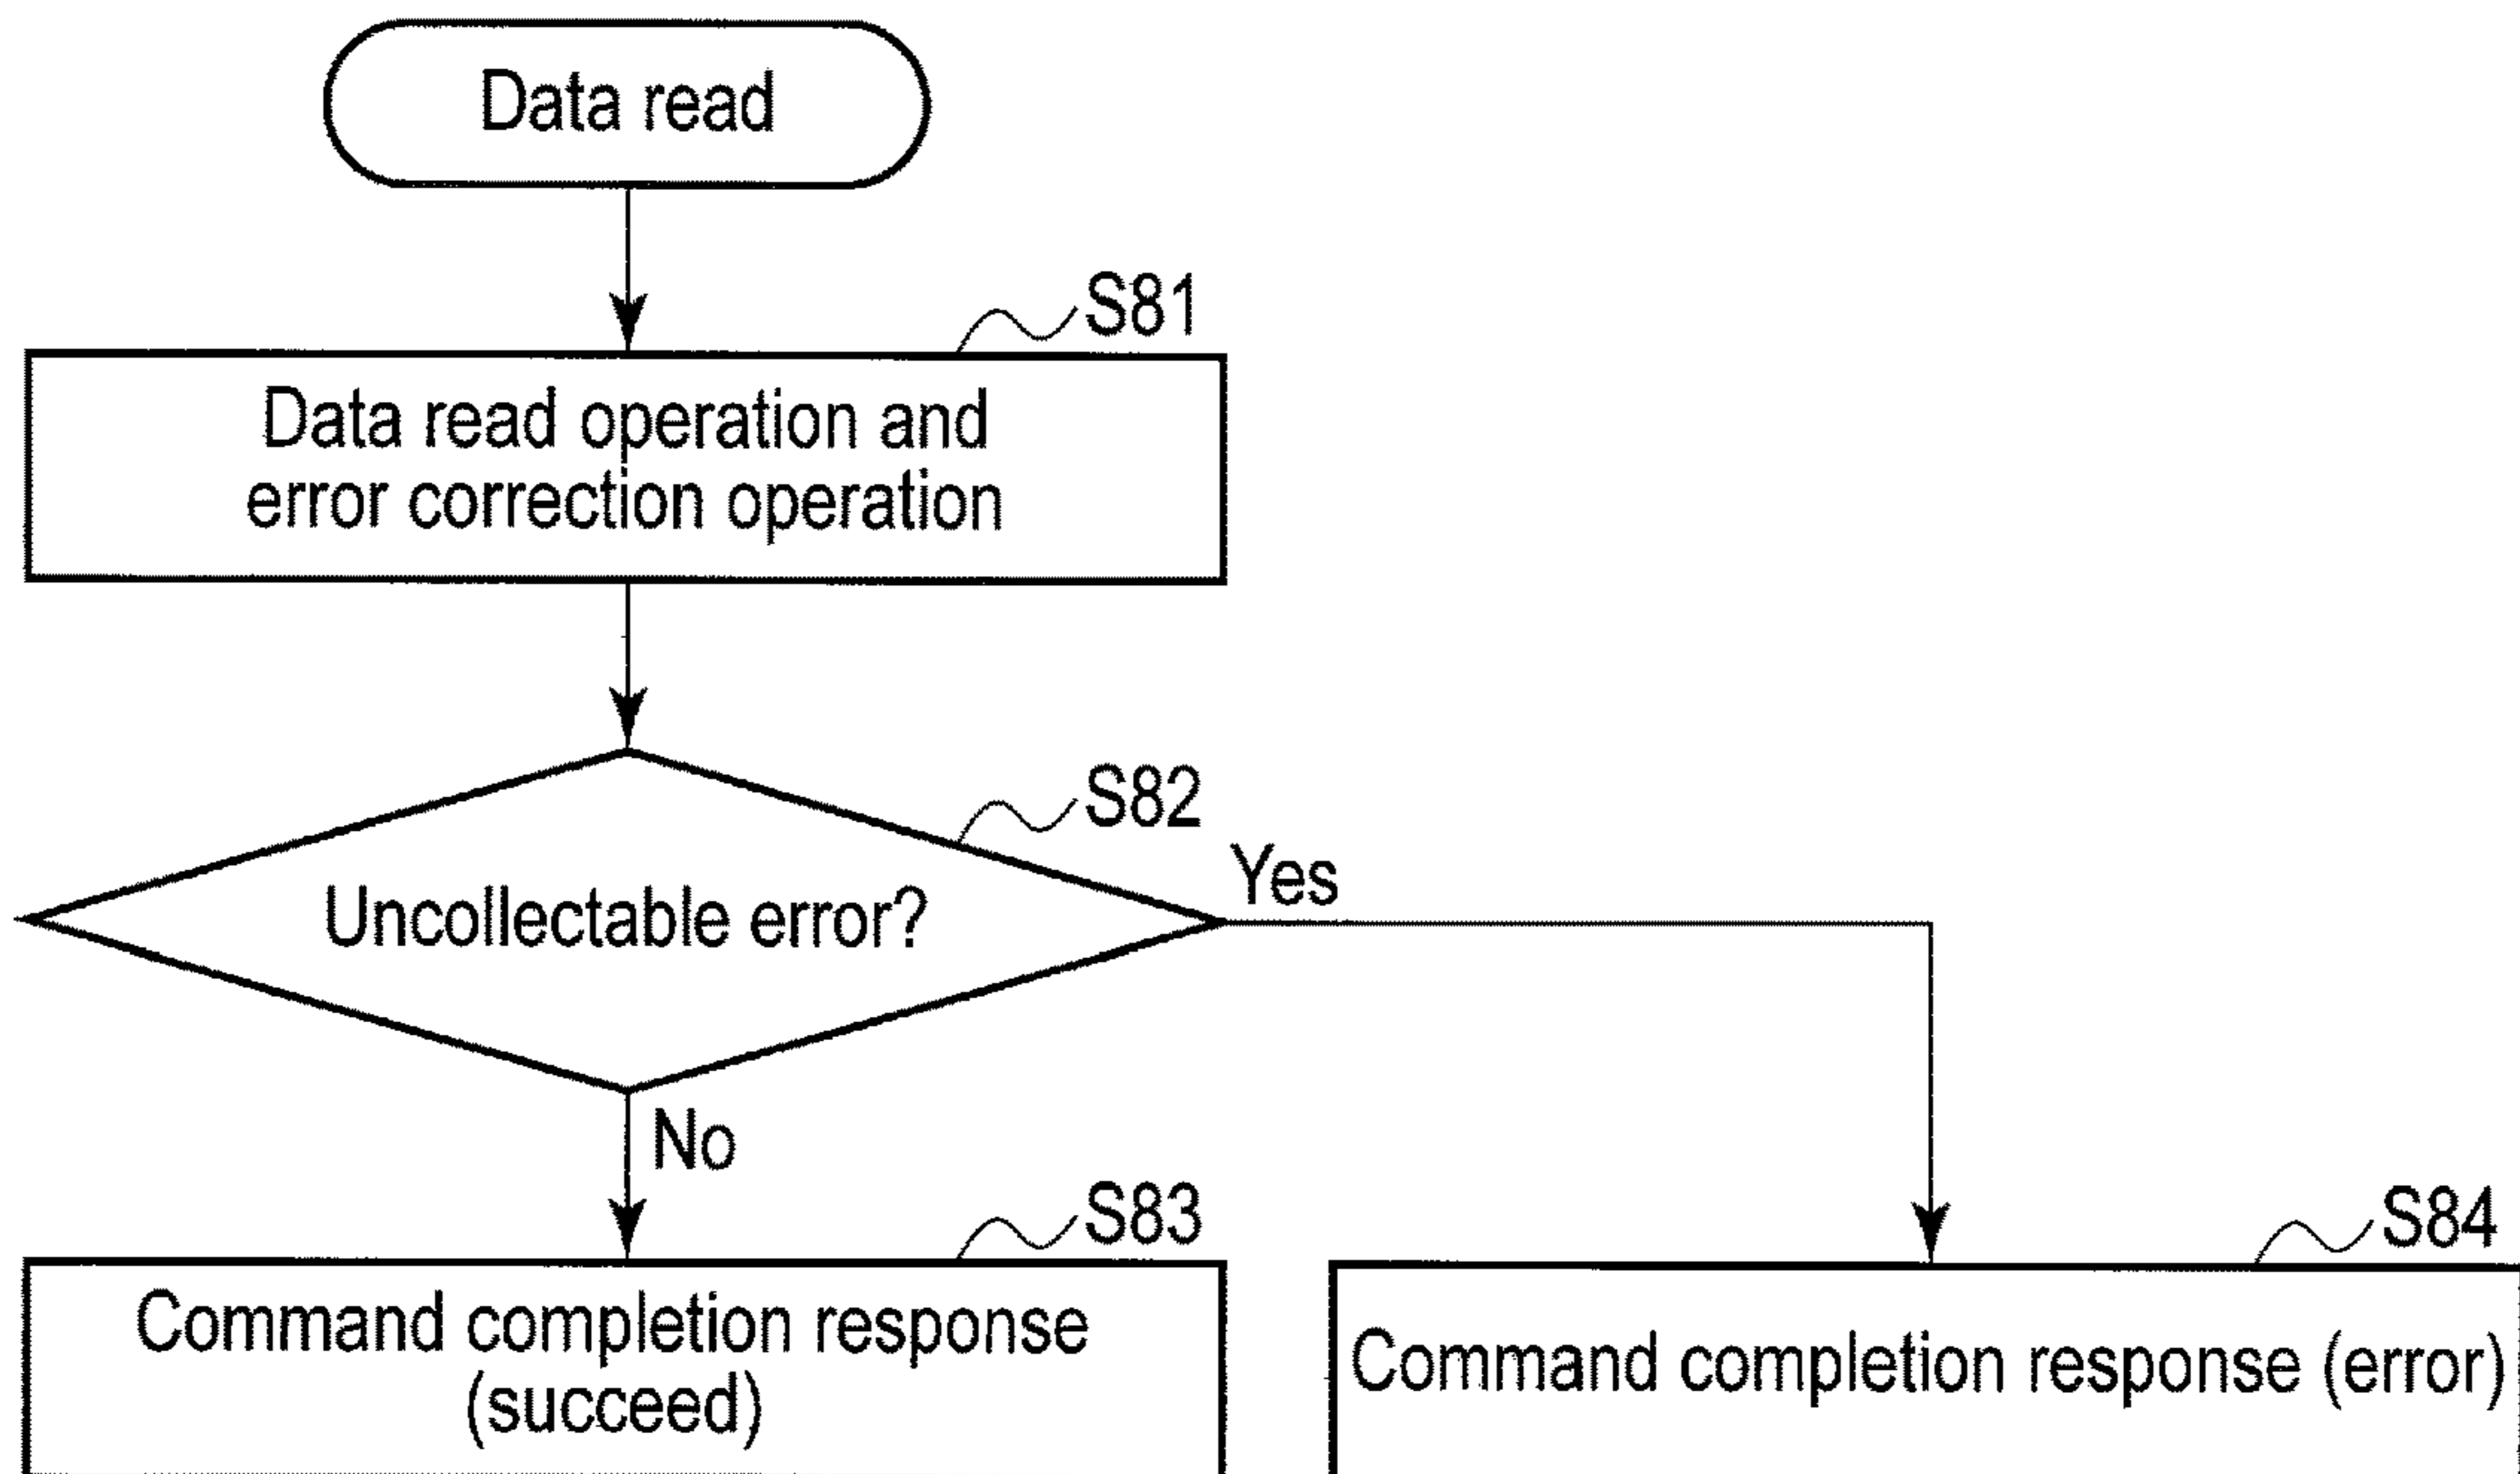 Data read
S81
Data read operation and
error correction operation
S82
Uncollectable error?
Yes
No
S83
Command completion response
(succeed)
S84
Command completion response (error)